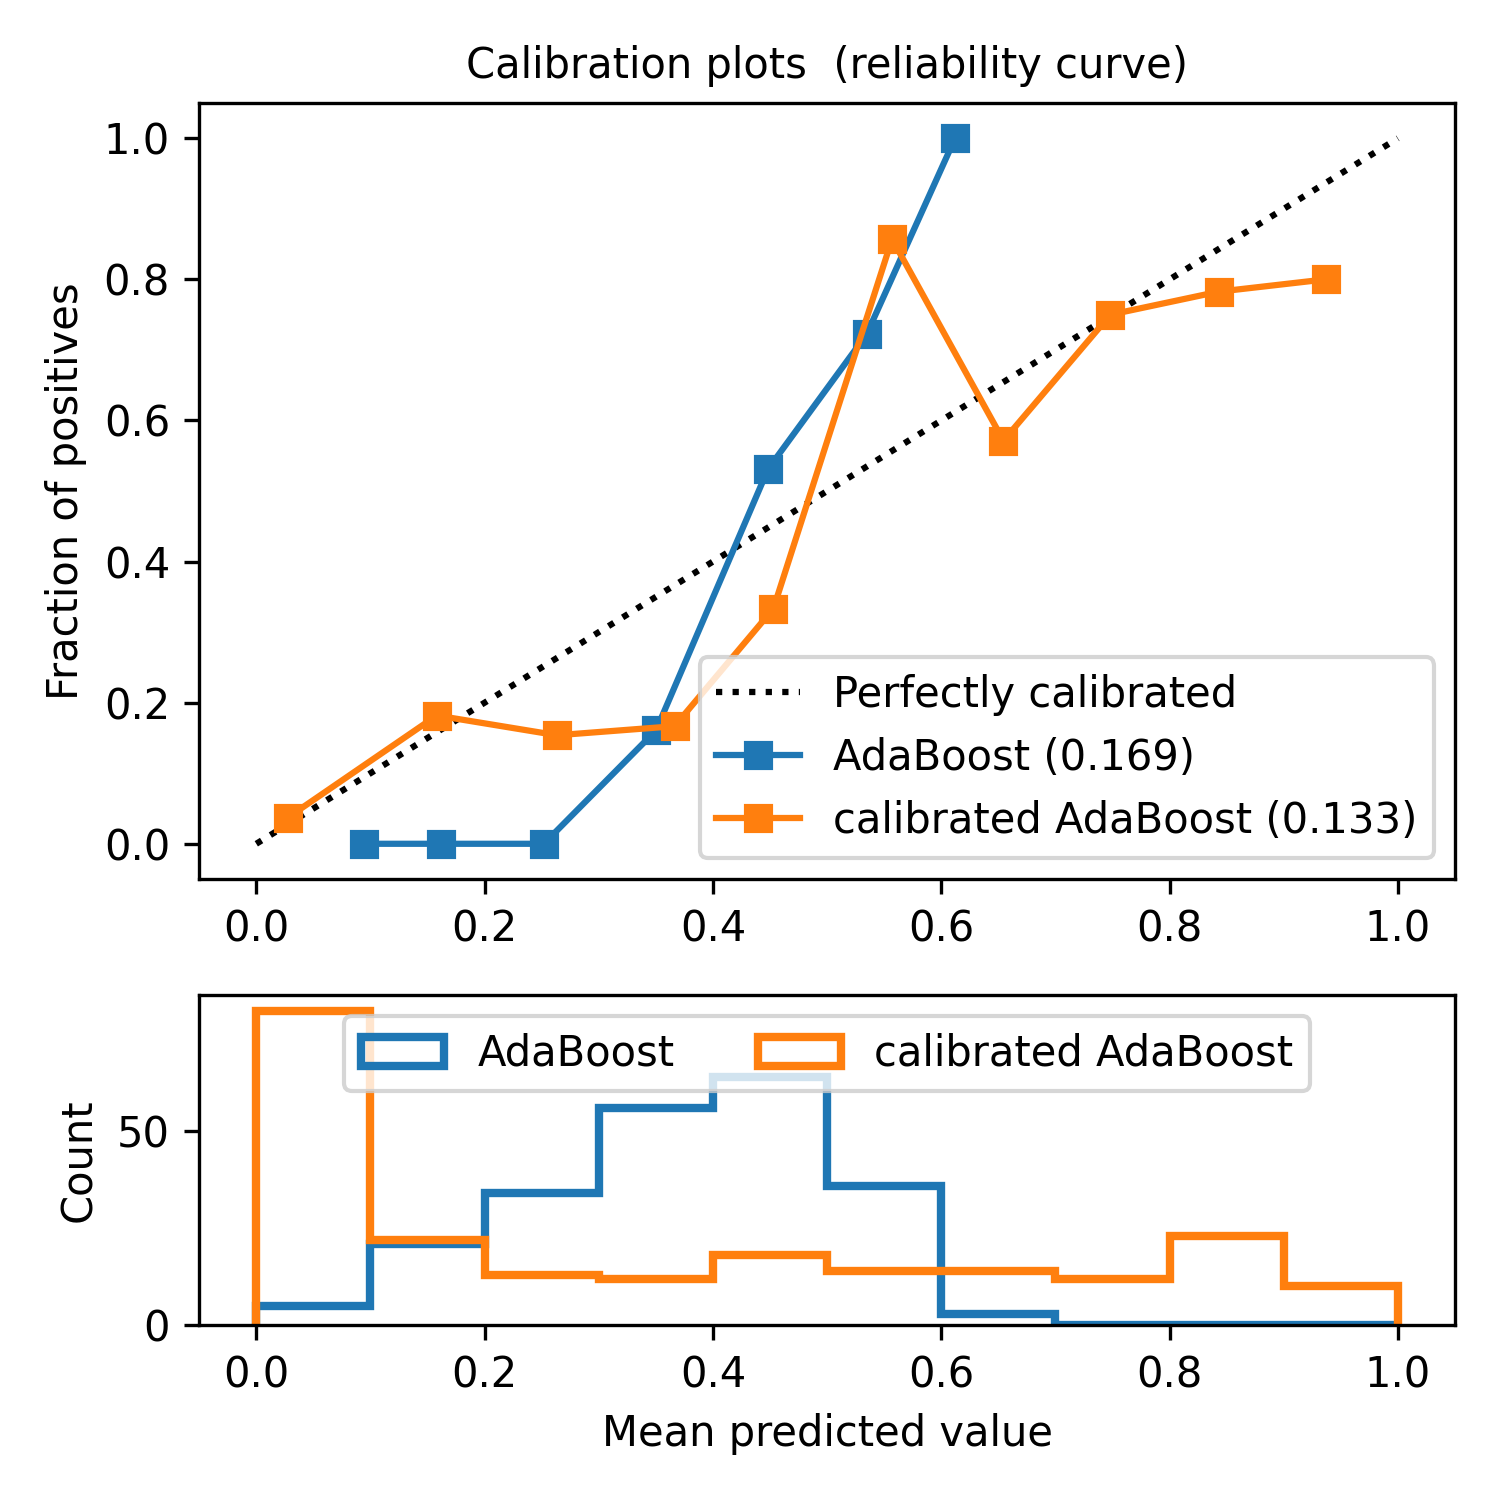 Calibration plots  (reliability curve)
1.0
0.8
0.6
0.4
0.2
0.0
Fraction of positives
Perfectly calibrated
AdaBoost (0.169)
calibrated AdaBoost (0.133)
0.0 0.2 0.4 0.6 0.8 1.0
AdaBoost calibrated AdaBoost
50
0
Count
0.0 0.2 0.4 0.6 0.8 1.0
Mean predicted value